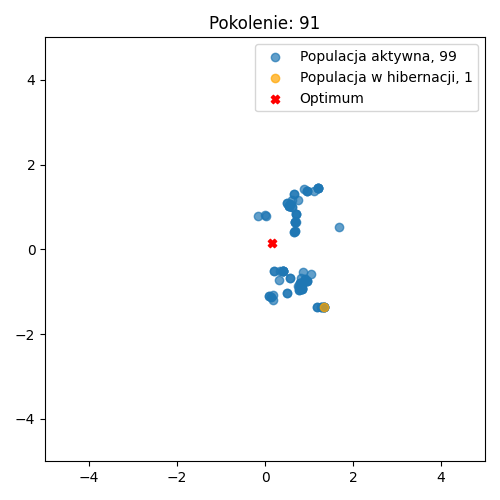 Pokolenie: 91
Populacja aktywna, 99
Populacja w hibernacji, 1
Optimum
4
2
0
−2
−4
−4 −2 0 2 4